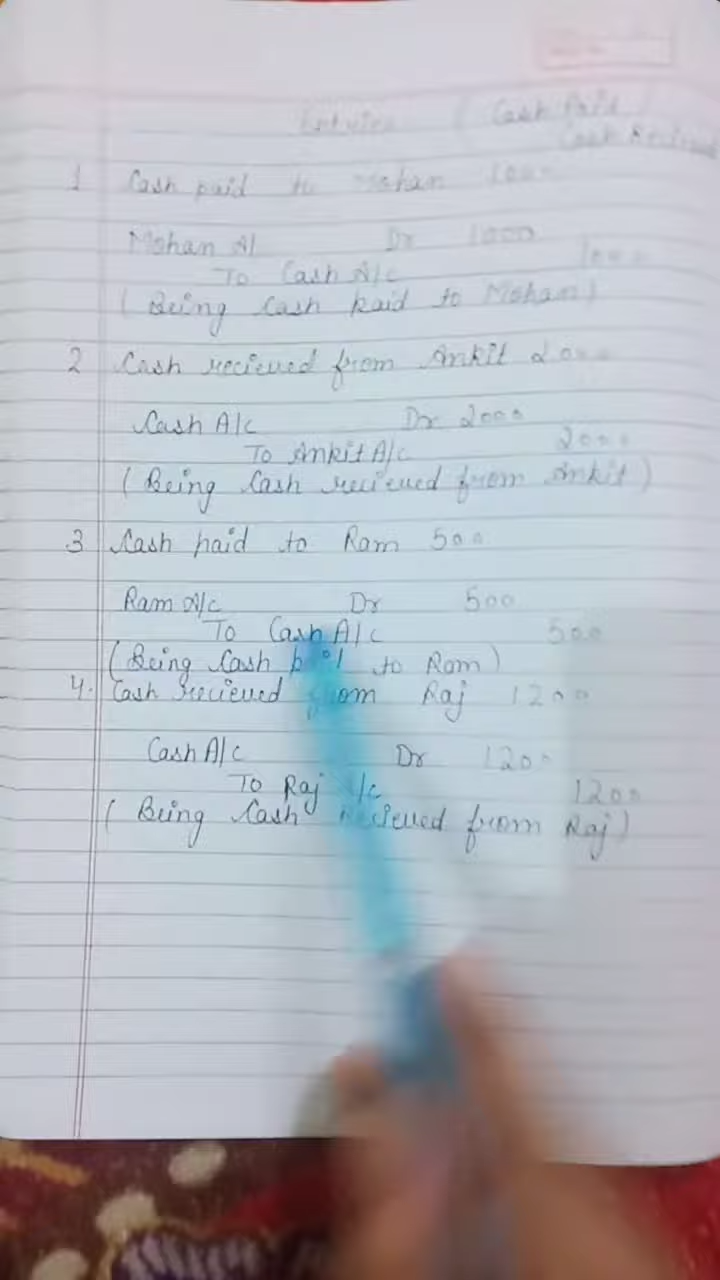 Entries ( Cash Paid /
Cash Recieved
1 Cash paid to Mohan 1000
Mohan A/ Dr 1000
To Cash A/c 1000
( Being Cash paid to Mohan )
2 Cash recieved from Ankit 2000
Cash A/c Dr 2000
To Ankit A/c 2000
( Being Cash recieved from Ankit )
3 Cash paid to Ram 500
Ram A/c Dr 500
To Cash A/c 500
( Being Cash to Ram )
4. Cash recieved from Raj 1200
Cash A/c Dr 1200
To Raj A/c 1200
( Being Cash Recieved from Raj )